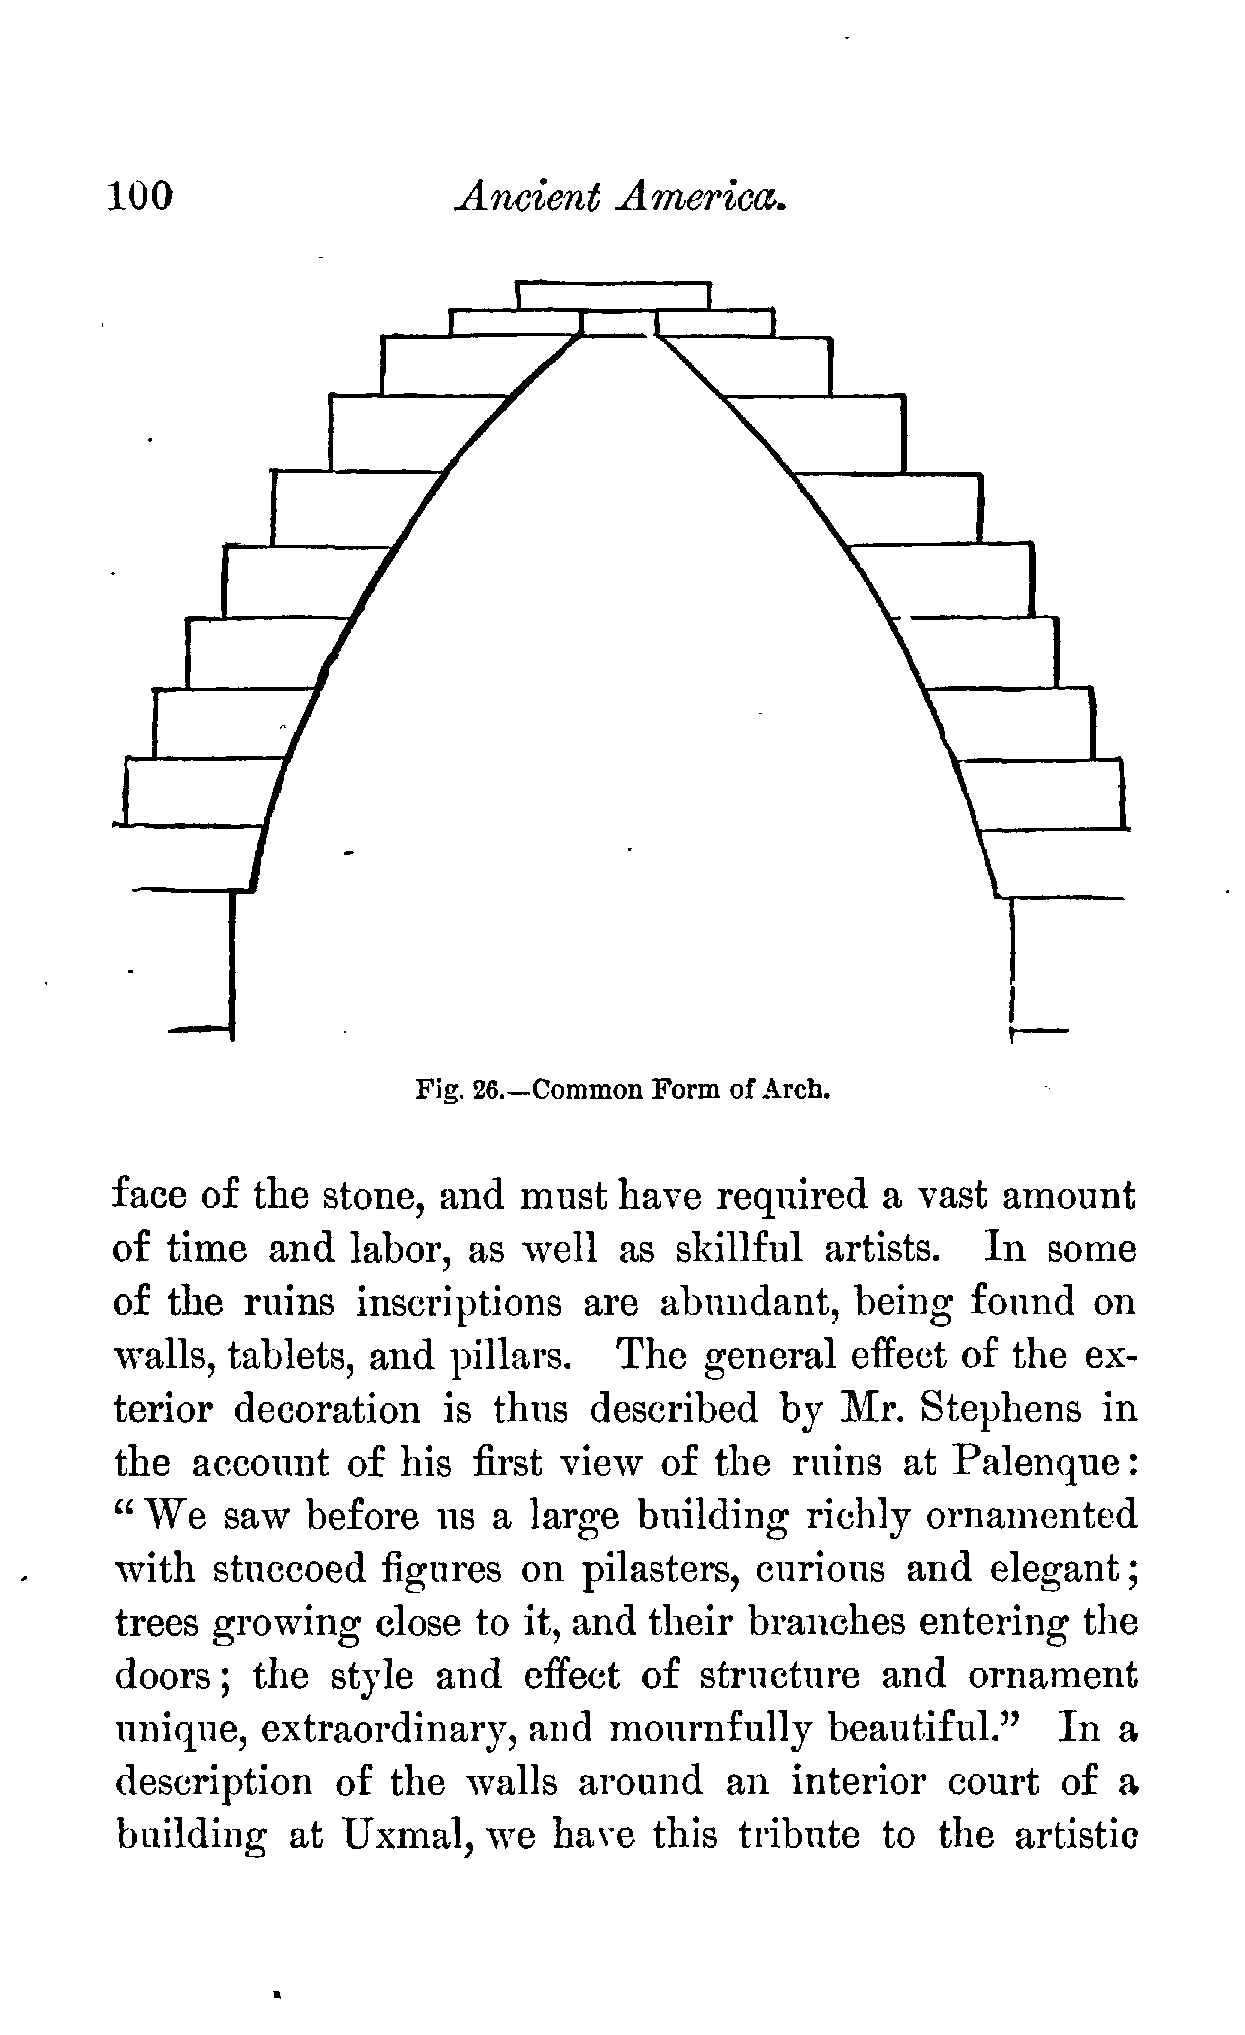 100 Ancient America.
Fig. 26.—Common Form of Arch.
face of the stone, and must have required a vast amount
of time and labor, as well as skillful artists. In some
of the ruins inscriptions are abundant, being found on
walls, tablets, and pillars. The general effect of the ex-
terior decoration is thus described by Mr. Stephens in
the account of his first view of the ruins at Palenque:
“We saw before us a large building richly ornamented
with stuccoed figures on pilasters, curious and elegant;
trees growing close to it, and their branches entering the
doors; the style and effect of structure and ornament
unique, extraordinary, and mournfully beautiful.” In a
description of the walls around an interior court of a
building at Uxmal, we have this tribute to the artistic